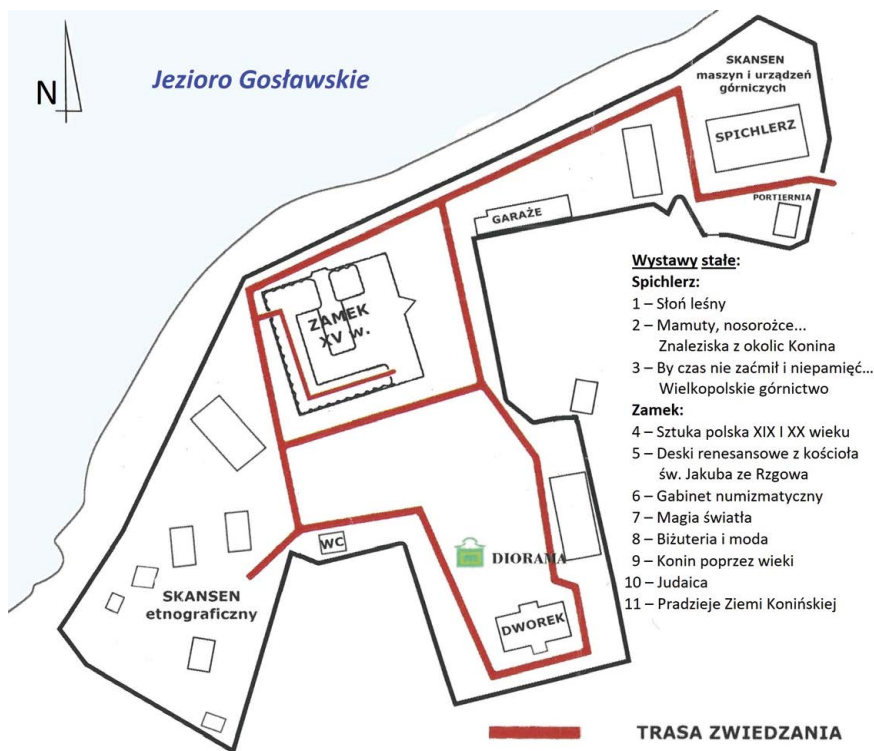 N
Jezioro Gosławskie
SKANSEN
maszyn i urządzeń
górniczych
SPICHLERZ
PORTIERNIA
GARAŻE
ZAMEK
XV w.
WC
SKANSEN
etnograficzny
DIORAMA
DWOREK
Wystawy stałe:
Spichlerz:
1 – Słoń leśny
2 – Mamuty, nosorożce...
Znaleziska z okolic Konina
3 – By czas nie zaćmił i niepamięć...
Wielkopolskie górnictwo
Zamek:
4 – Sztuka polska XIX I XX wieku
5 – Deski renesansowe z kościoła
św. Jakuba ze Rzgowa
6 – Gabinet numizmatyczny
7 – Magia światła
8 – Biżuteria i moda
9 – Konin poprzez wieki
10 – Judaica
11 – Pradzieje Ziemi Konińskiej
TRASA ZWIEDZANIA